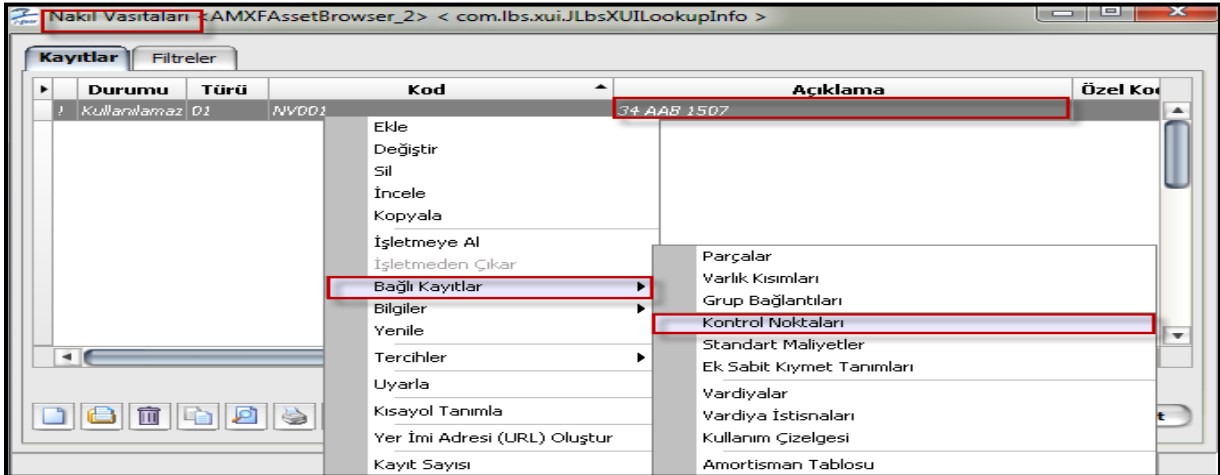 Nakil Vasıtaları <AMXFAssetBrowser_2> < com.lbs.xui.JLbsXUILookupInfo >
Kayıtlar Filtreler
Durumu Türü Kod Açıklama Özel Ko
! Kullanılamaz 01 NV001 34 AAB 1507
Ekle
Değiştir
Sil
İncele
Kopyala
İşletmeye Al
İşletmeden Çıkar
Bağlı Kayıtlar
Bilgiler
Yenile
Tercihler
Uyarla
Kısayol Tanımla
Yer İmi Adresi (URL) Oluştur
Kayıt Sayısı
Parçalar
Varlık Kısımları
Grup Bağlantıları
Kontrol Noktaları
Standart Maliyetler
Ek Sabit Kıymet Tanımları
Vardiyalar
Vardiya İstisnaları
Kullanım Çizelgesi
Amortisman Tablosu
t